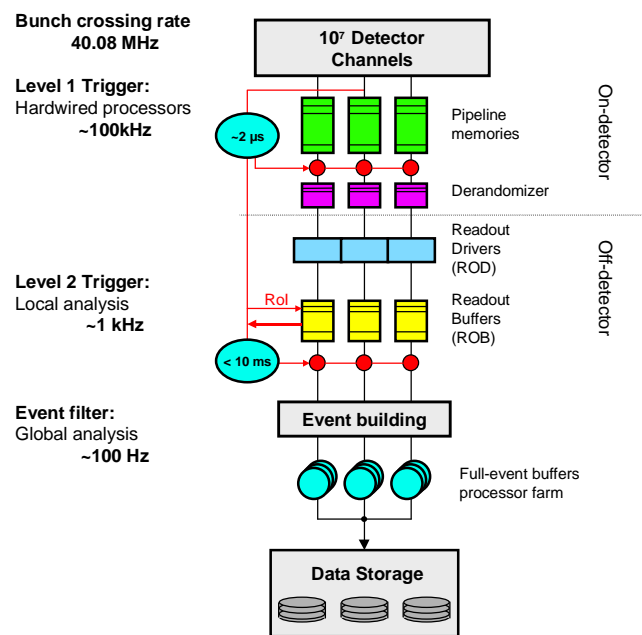 Bunch crossing rate
40.08 MHz
10⁷ Detector
Channels
Level 1 Trigger:
Hardwired processors
~100kHz
~2 µs
Pipeline
memories
On-detector
Derandomizer
Readout
Drivers
(ROD)
Off-detector
Level 2 Trigger:
Local analysis
~1 kHz
RoI
Readout
Buffers
(ROB)
< 10 ms
Event filter:
Global analysis
~100 Hz
Event building
Full-event buffers
processor farm
Data Storage